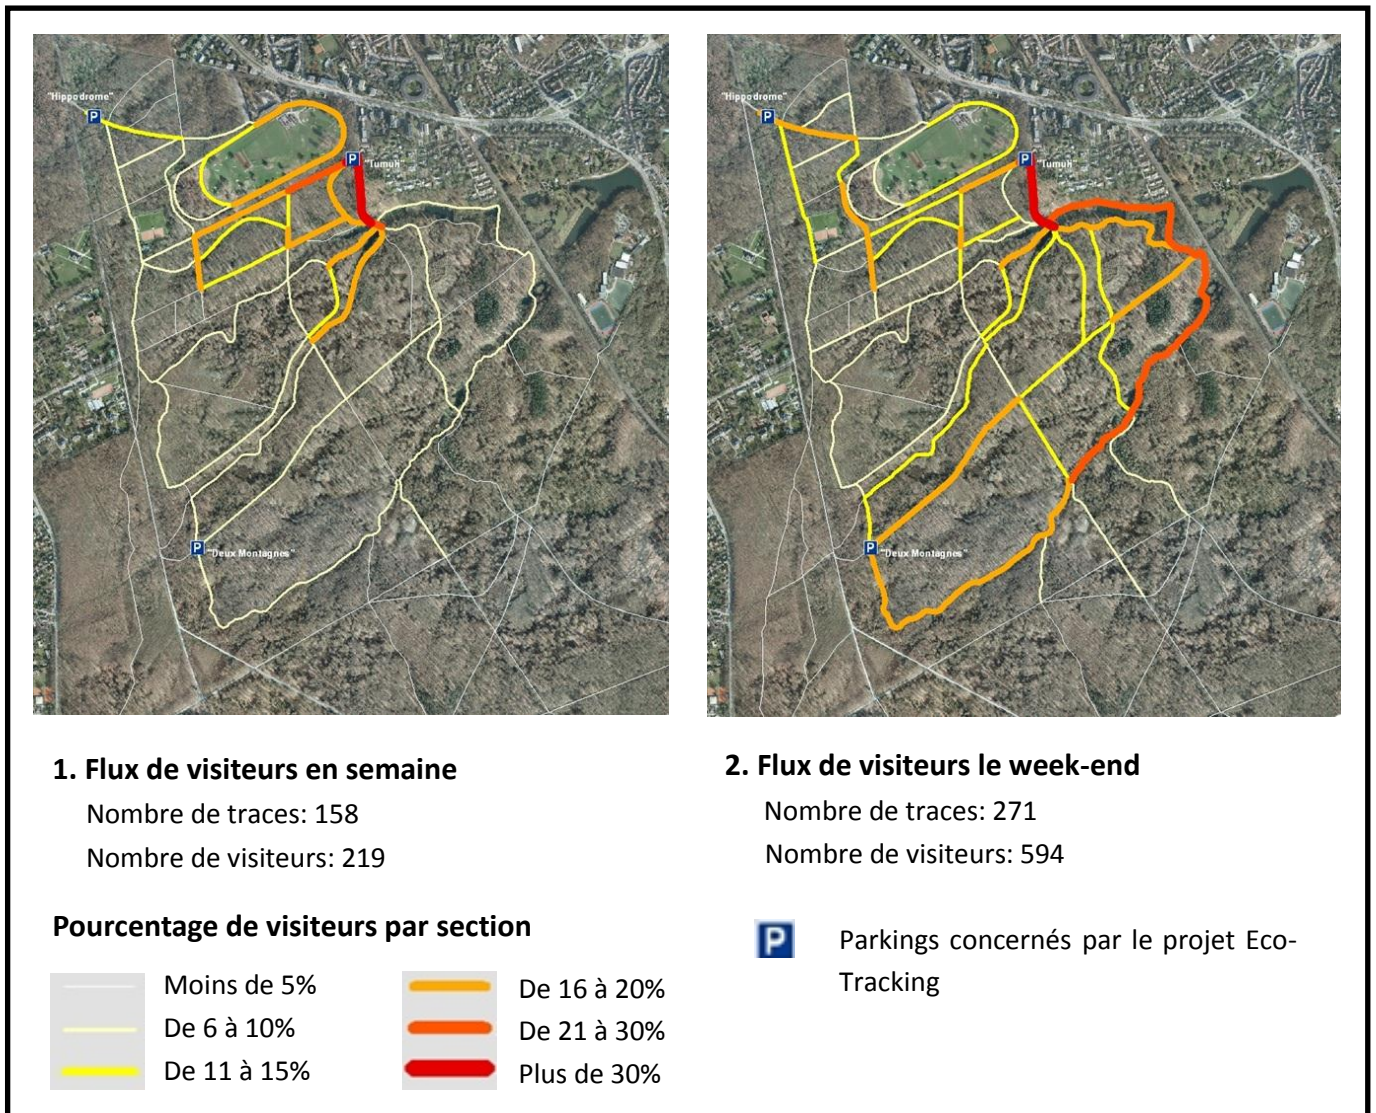 "Hippodrome"
P
P
"Tumuli"
P
"Deux Montagnes"
"Hippodrome"
P
P
"Tumuli"
P
"Deux Montagnes"
1. Flux de visiteurs en semaine
Nombre de traces: 158
Nombre de visiteurs: 219
2. Flux de visiteurs le week-end
Nombre de traces: 271
Nombre de visiteurs: 594
Pourcentage de visiteurs par section
Moins de 5%
De 6 à 10%
De 11 à 15%
De 16 à 20%
De 21 à 30%
Plus de 30%
P
Parkings concernés par le projet Eco-
Tracking